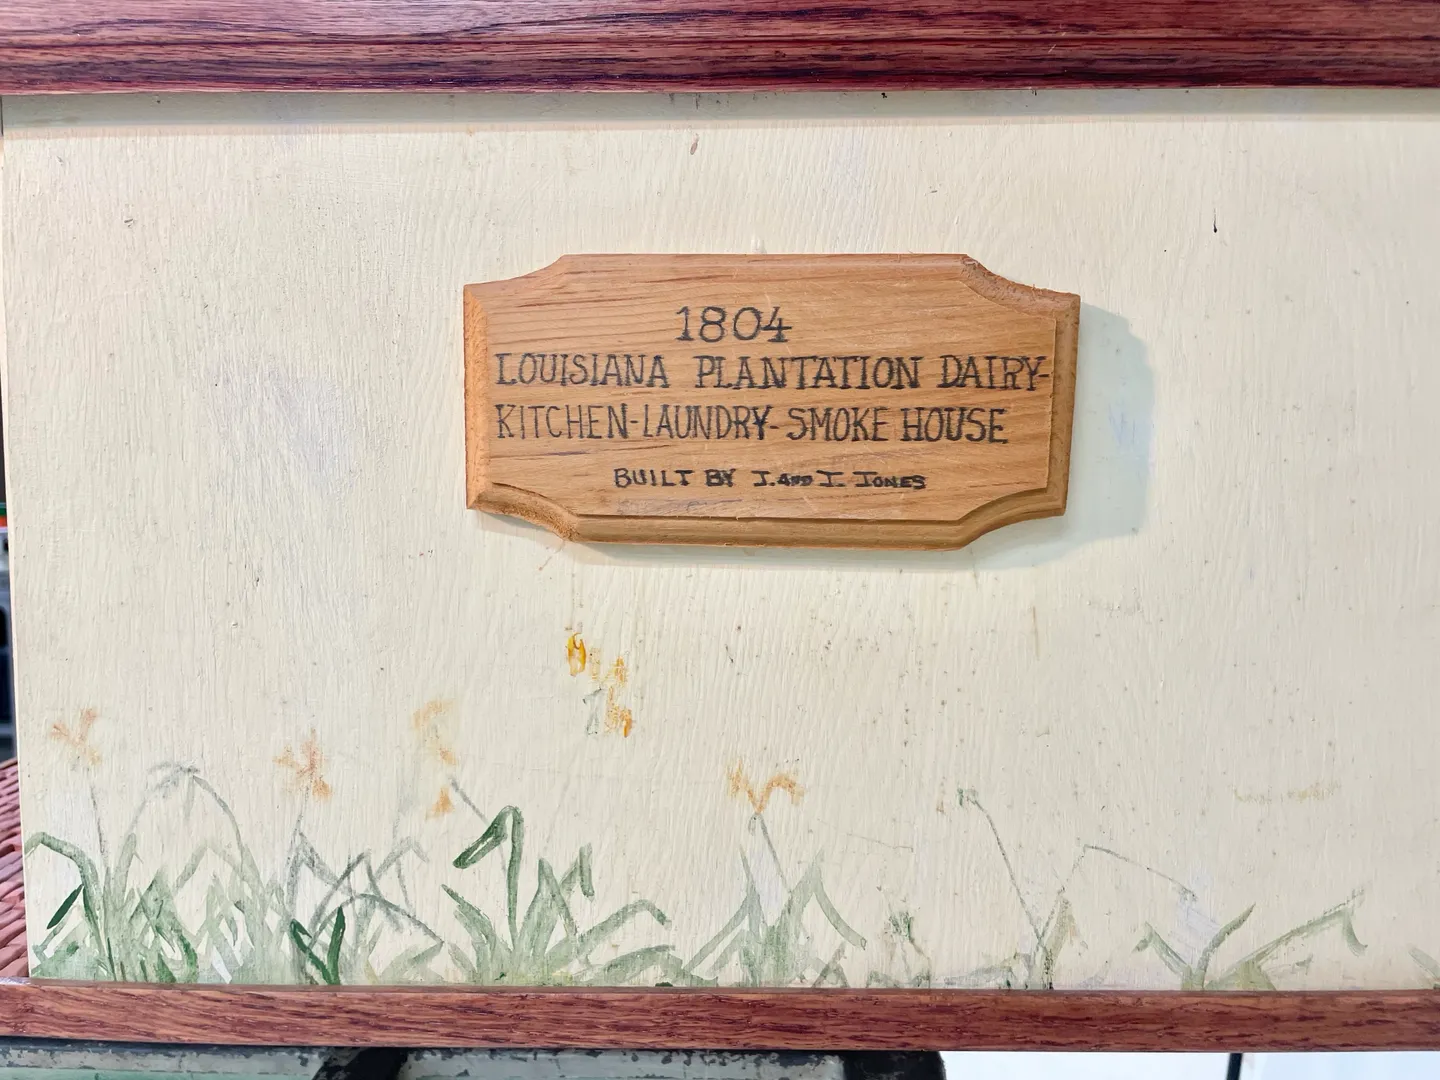 1804
LOUISIANA PLANTATION DAIRY-
KITCHEN-LAUNDRY-SMOKE HOUSE
BUILT BY J. AND I. JONES